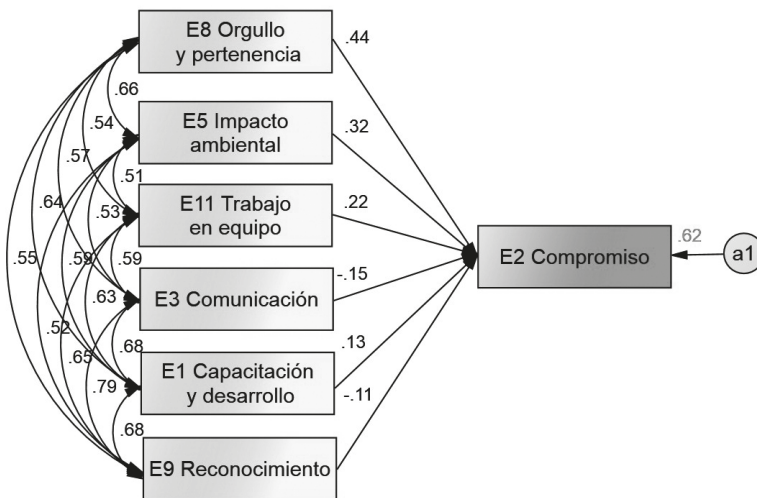 E8 Orgullo
y pertenencia
.44
.66
E5 Impacto
ambiental
.32
.54
.57
.51
E11 Trabajo
en equipo
.22
.64
.53
E2 Compromiso
.62
a1
.55
.59
.59
-.15
E3 Comunicación
.63
.52
.65
.68
.13
E1 Capacitación
y desarrollo
.79
-.11
.68
E9 Reconocimiento